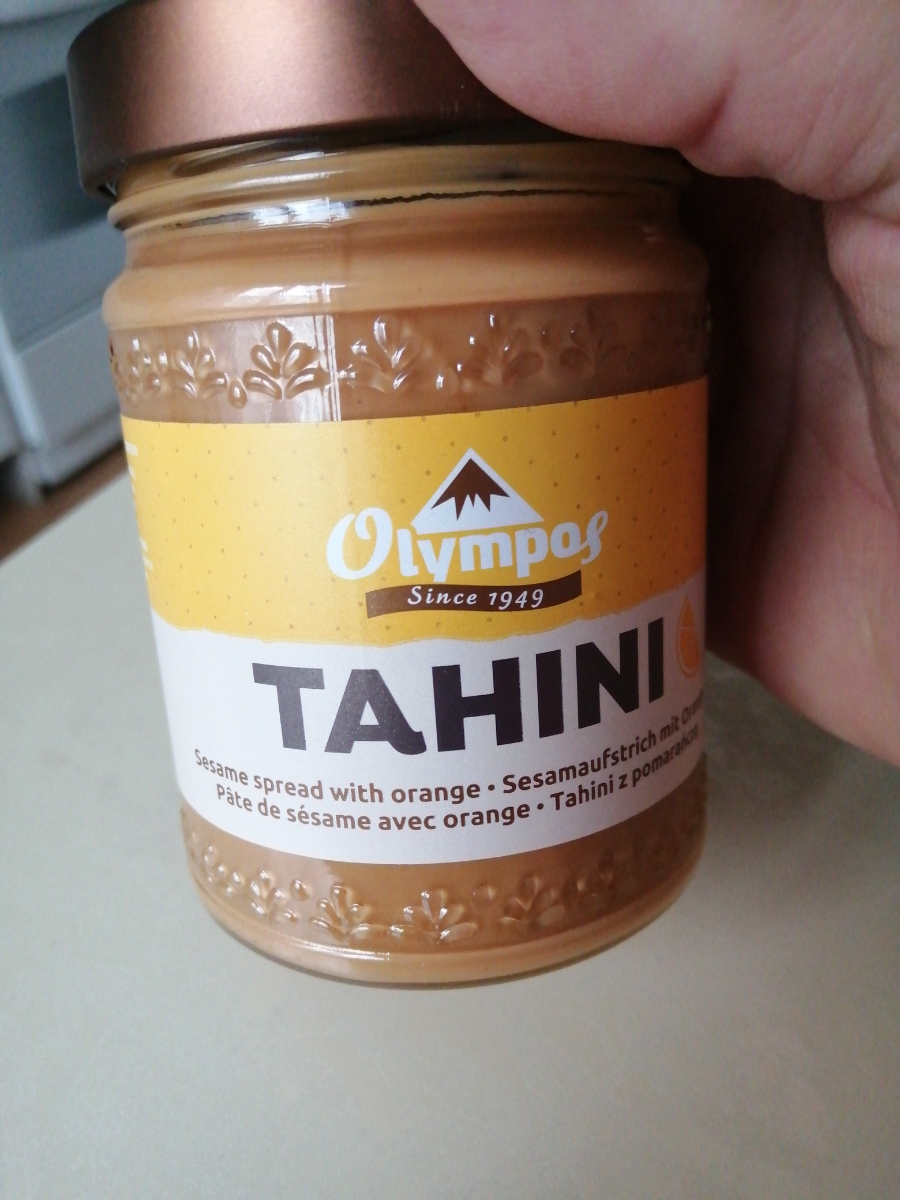 Olympos
Since 1949
TAHINI
Sesame spread with orange • Sesamaufstrich mit
Pâte de sésame avec orange • Tahini z